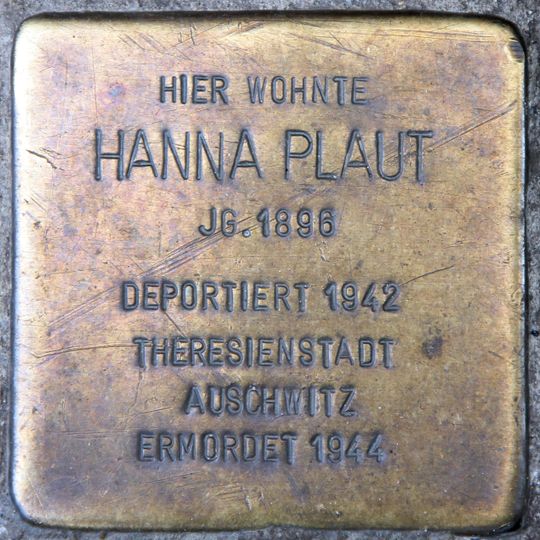 HIER WOHNTE
HANNA PLAUT
JG. 1896
DEPORTIERT 1942
THERESIENSTADT
AUSCHWITZ
ERMORDET 1944